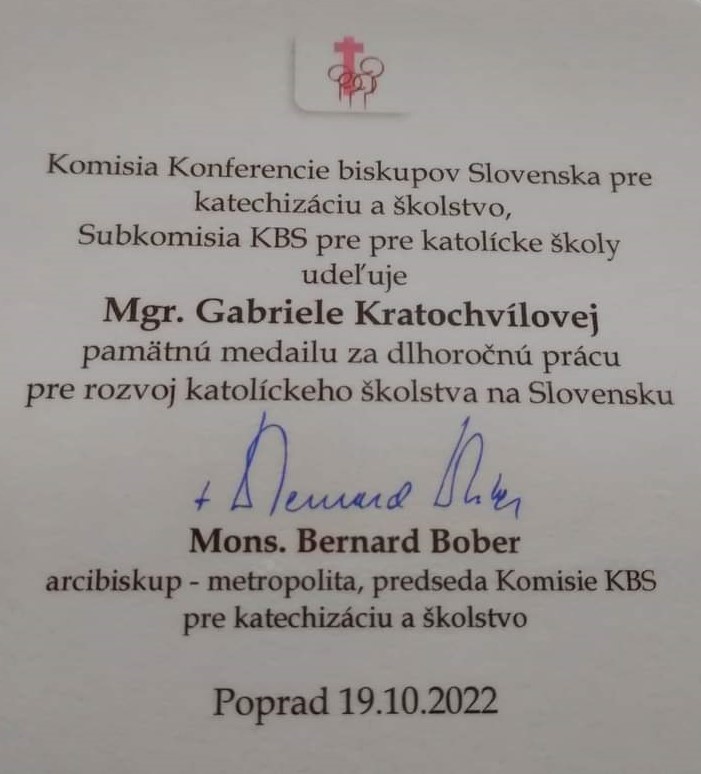 Komisia Konferencie biskupov Slovenska pre
katechizáciu a školstvo,
Subkomisia KBS pre pre katolícke školy
udeľuje
Mgr. Gabriele Kratochvílovej
pamätnú medailu za dlhoročnú prácu
pre rozvoj katolíckeho školstva na Slovensku
+ Bernard Bober
Mons. Bernard Bober
arcibiskup - metropolita, predseda Komisie KBS
pre katechizáciu a školstvo
Poprad 19.10.2022